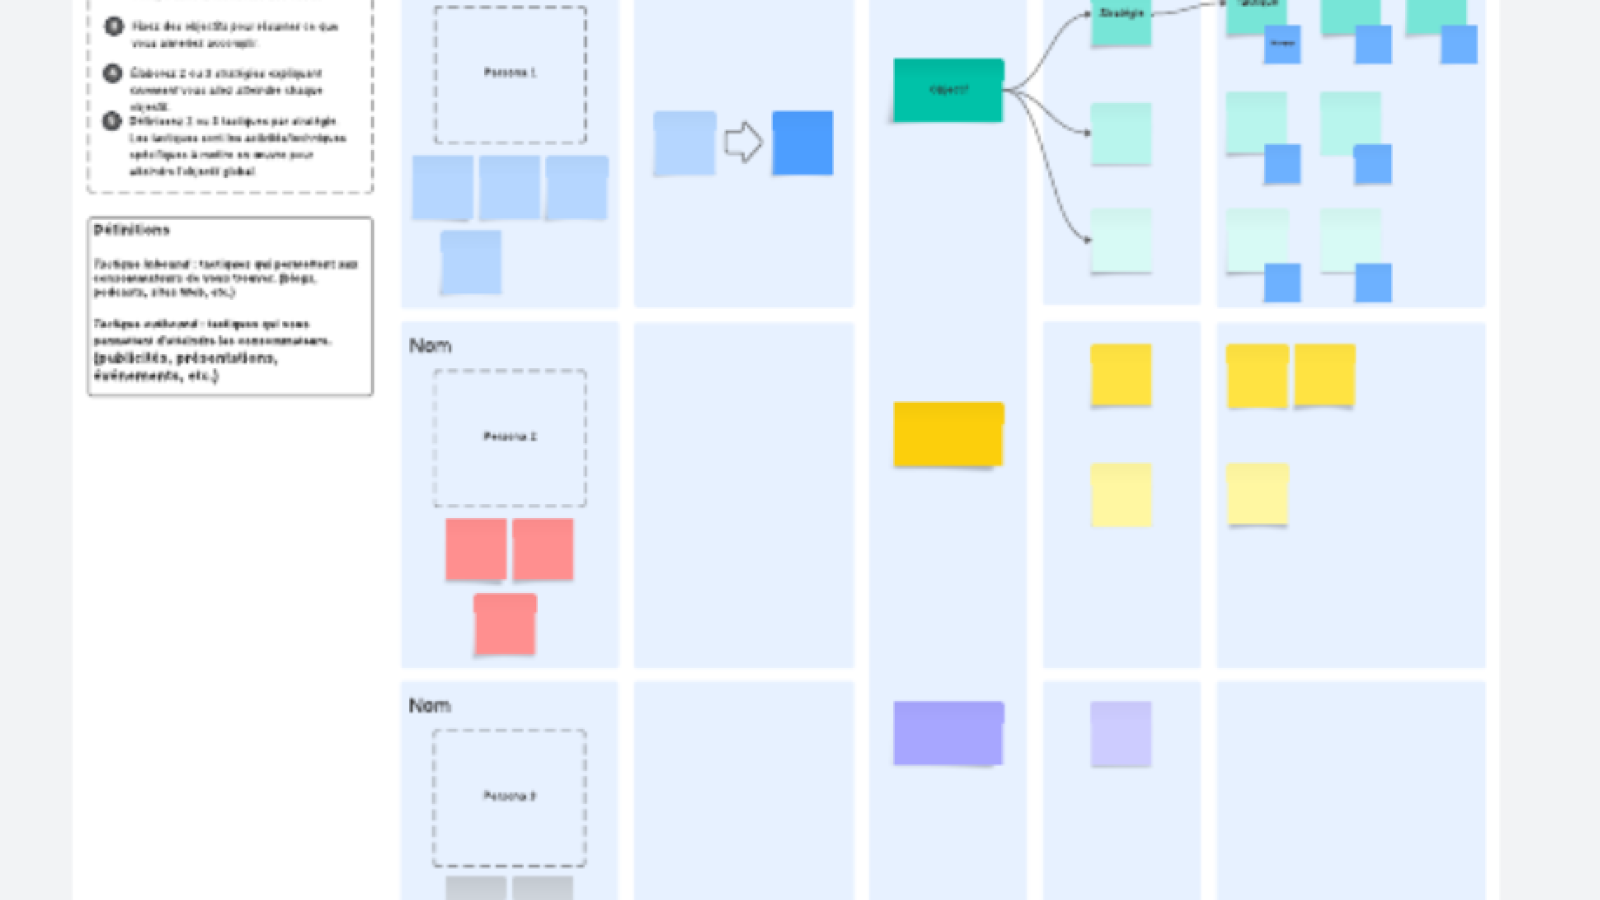 Fixez des objectifs pour résumer ce que
vous aimeriez accomplir.
4 Élaborez 2 ou 3 stratégies expliquant
comment vous allez atteindre chaque
objectif.
5 Définissez 2 ou 3 tactiques par stratégie.
Les tactiques sont les activités/techniques
spécifiques à mettre en œuvre pour
atteindre l'objectif global.
Définitions
Tactique inbound : tactiques qui permettent aux
consommateurs de vous trouver. (blogs,
podcasts, sites Web, etc.)
Tactique outbound : tactiques qui vous
permettent d'atteindre les consommateurs.
(publicités, présentations,
événements, etc.)
Persona 1
Objectif
Stratégie
Tactique
Nom
Persona 2
Nom
Persona 3